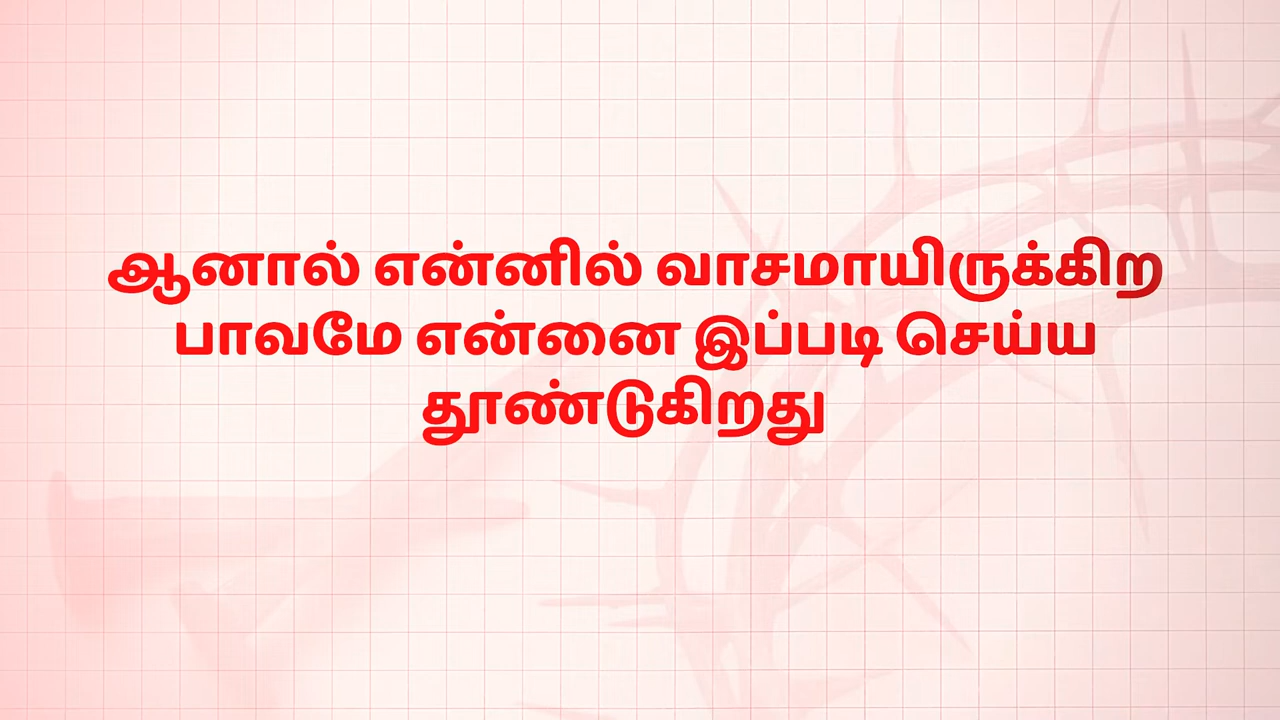 ஆனால் என்னில் வாசமாயிருக்கிற
பாவமே என்னை இப்படி செய்ய
தூண்டுகிறது